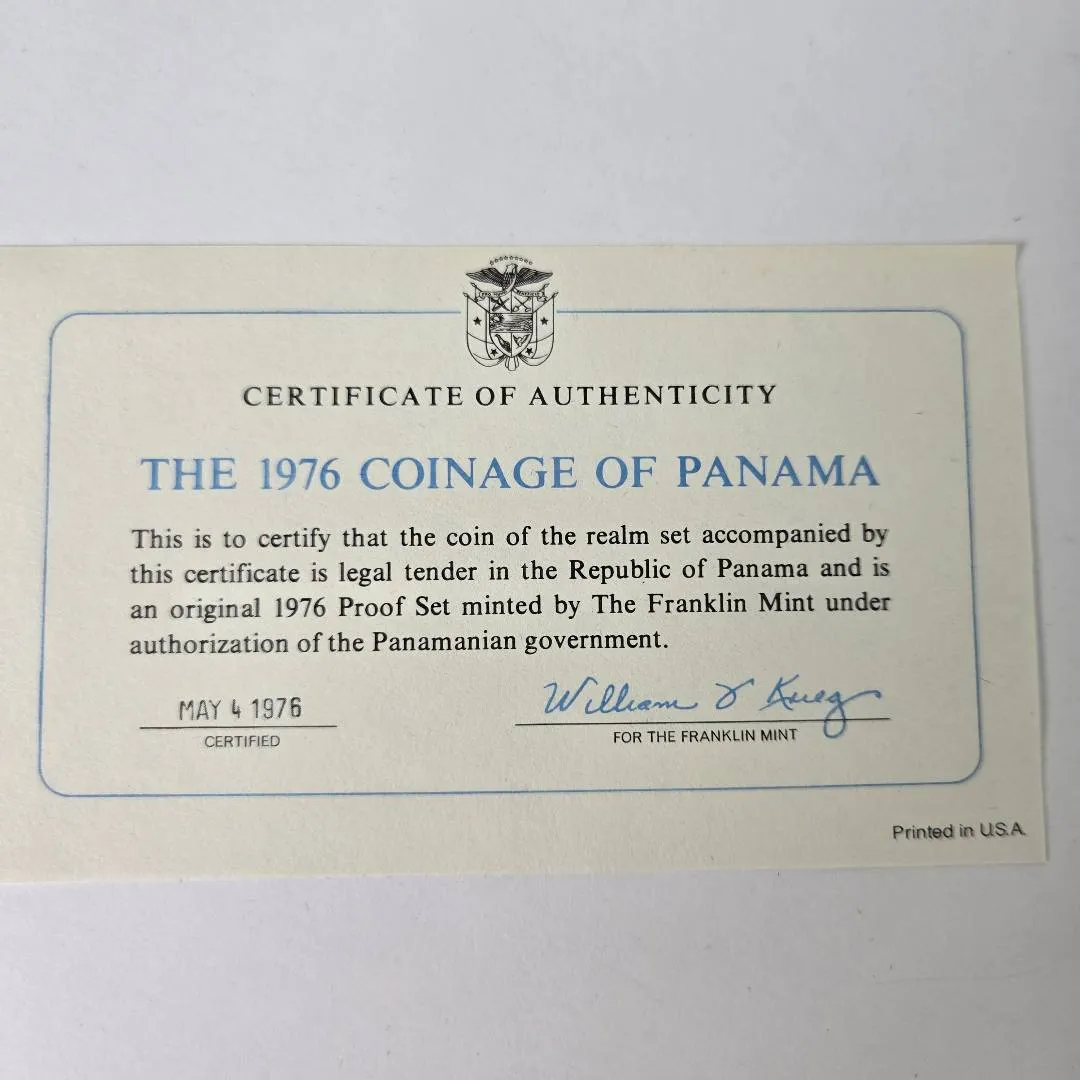 CERTIFICATE OF AUTHENTICITY
THE 1976 COINAGE OF PANAMA
This is to certify that the coin of the realm set accompanied by
this certificate is legal tender in the Republic of Panama and is
an original 1976 Proof Set minted by The Franklin Mint under
authorization of the Panamanian government.
MAY 4 1976
William
CERTIFIED
FOR THE FRANKLIN MINT
Printed in U.S.A.